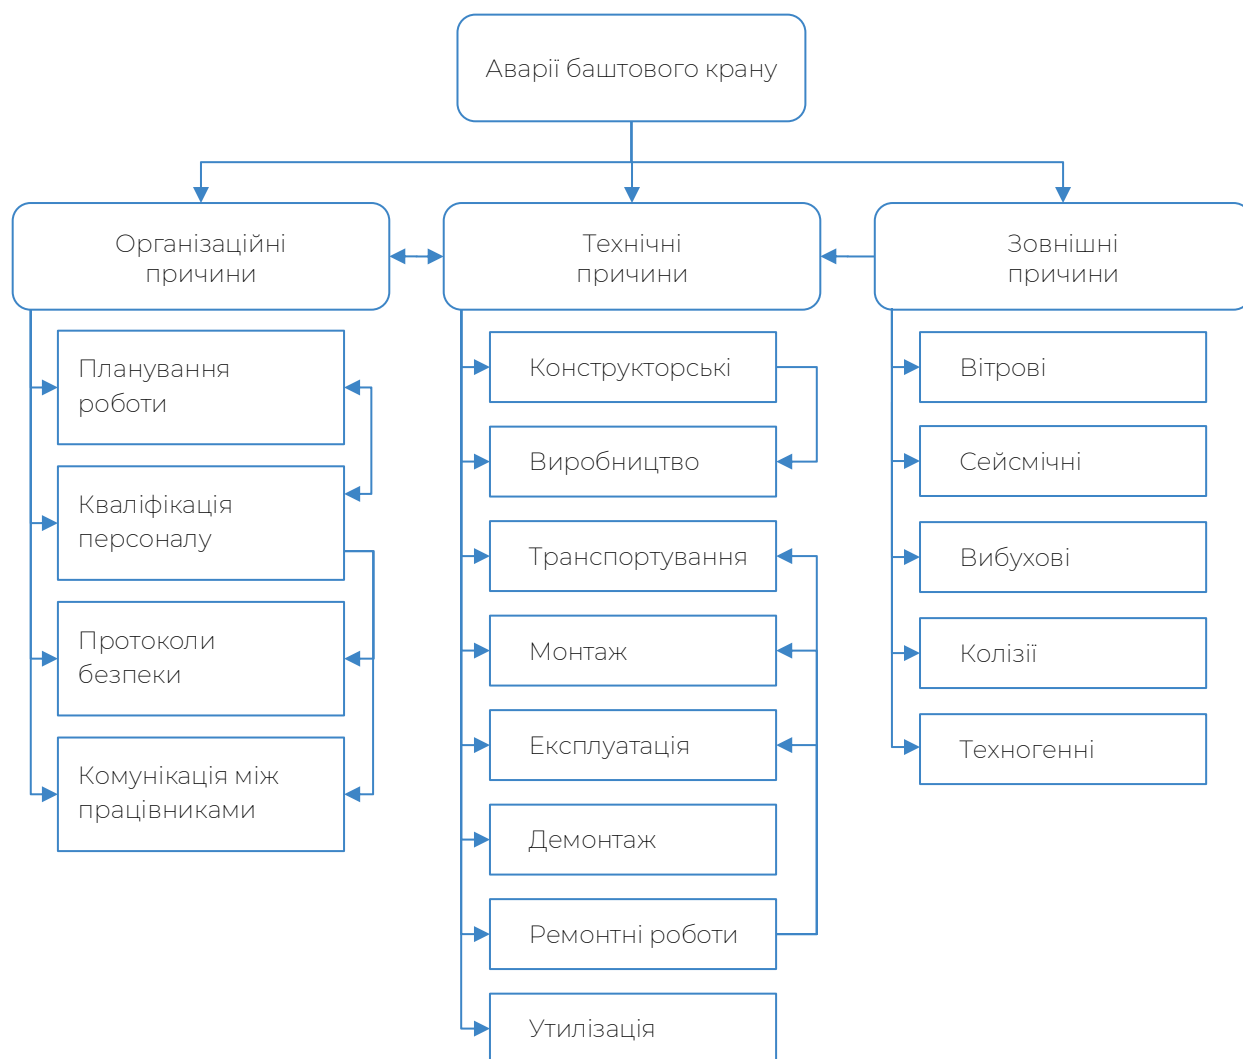 Аварії баштового крану
Організаційні
причини
Технічні
причини
Зовнішні
причини
Планування
роботи
Кваліфікація
персоналу
Протоколи
безпеки
Комунікація між
працівниками
Конструкторські
Виробництво
Транспортування
Монтаж
Експлуатація
Демонтаж
Ремонтні роботи
Утилізація
Вітрові
Сейсмічні
Вибухові
Колізії
Техногенні